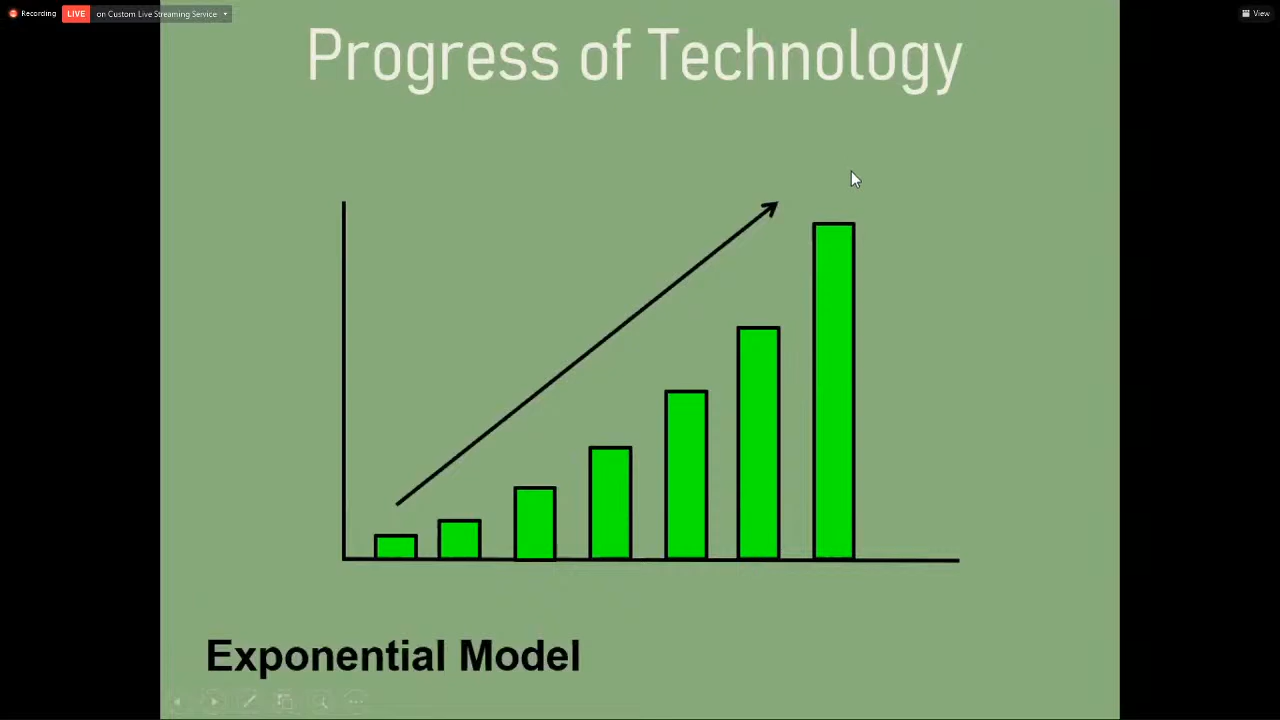 Recording
LIVE
on Custom Live Streaming Service
View
Progress of Technology
Exponential Model